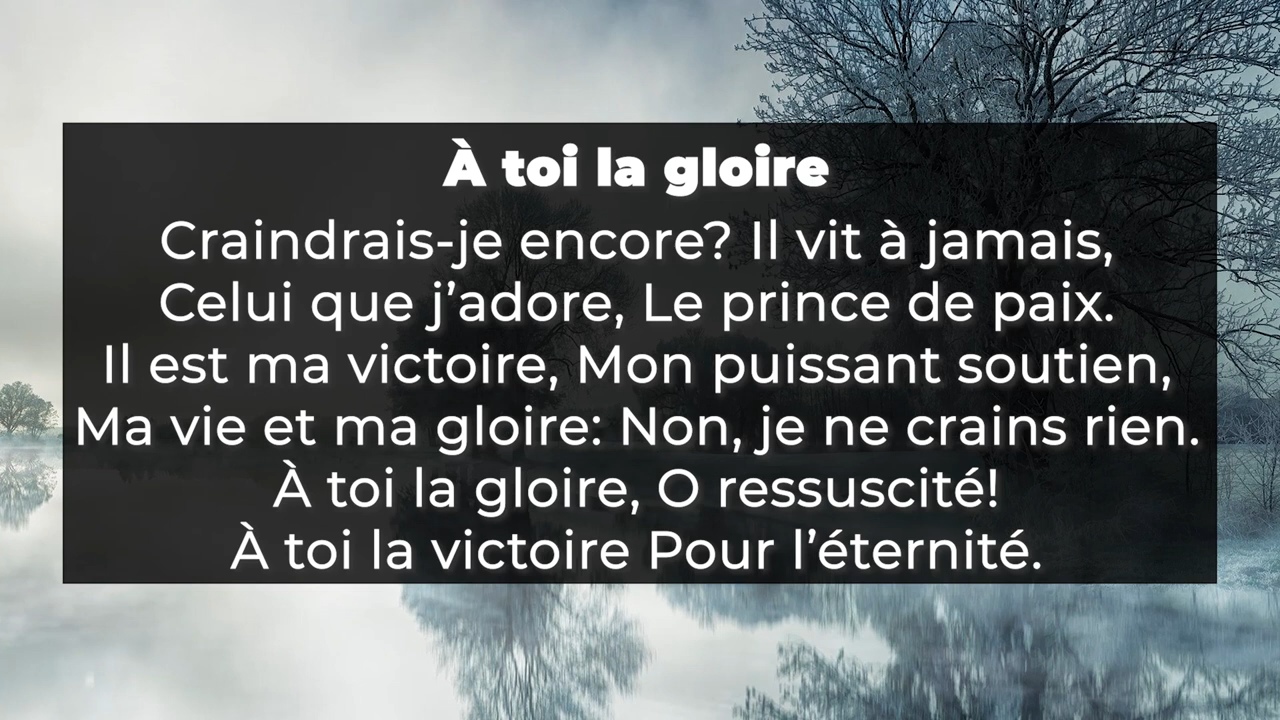 À toi la gloire
Craindrais-je encore? Il vit à jamais,
Celui que j’adore, Le prince de paix.
Il est ma victoire, Mon puissant soutien,
Ma vie et ma gloire: Non, je ne crains rien.
À toi la gloire, O ressuscité!
À toi la victoire Pour l’éternité.